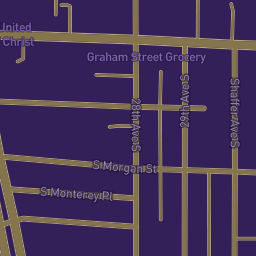 United
Christ
Graham Street Grocery
28th Ave S
29th Ave S
Shaffer Ave S
S Morgan St
S Monterey Pl